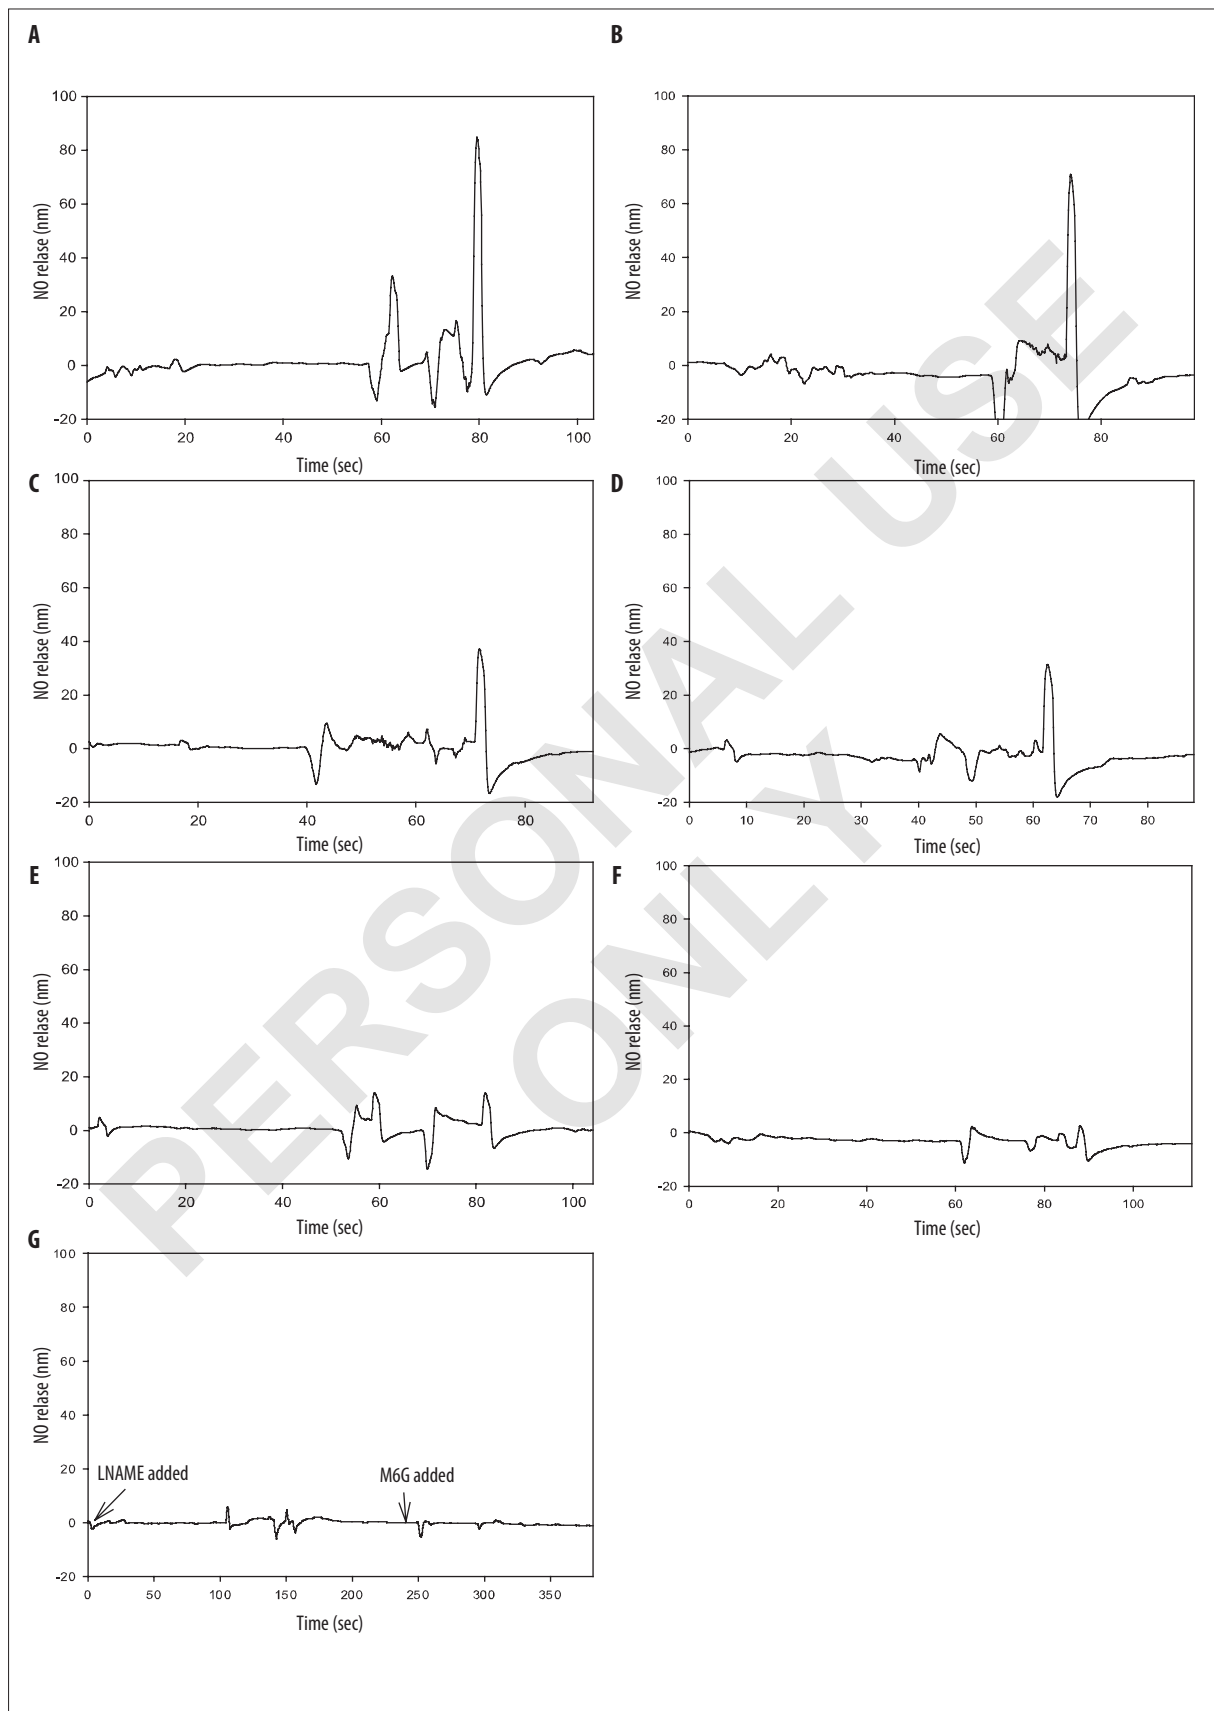 A
B
100
80
60
40
20
0
-20
NO relase (nm)
0 20 40 60 80 100
Time (sec)
100
80
60
40
20
0
-20
NO relase (nm)
0 20 40 60 80
Time (sec)
C
D
100
80
60
40
20
0
-20
NO relase (nm)
0 20 40 60 80
Time (sec)
100
80
60
40
20
0
-20
NO relase (nm)
0 10 20 30 40 50 60 70 80
Time (sec)
E
F
100
80
60
40
20
0
-20
NO relase (nm)
0 20 40 60 80 100
Time (sec)
100
80
60
40
20
0
-20
NO relase (nm)
0 20 40 60 80 100
Time (sec)
G
100
80
60
40
20
0
-20
NO relase (nm)
LNAME added
M6G added
0 50 100 150 200 250 300 350
Time (sec)
PERSONAL USE
ONLY